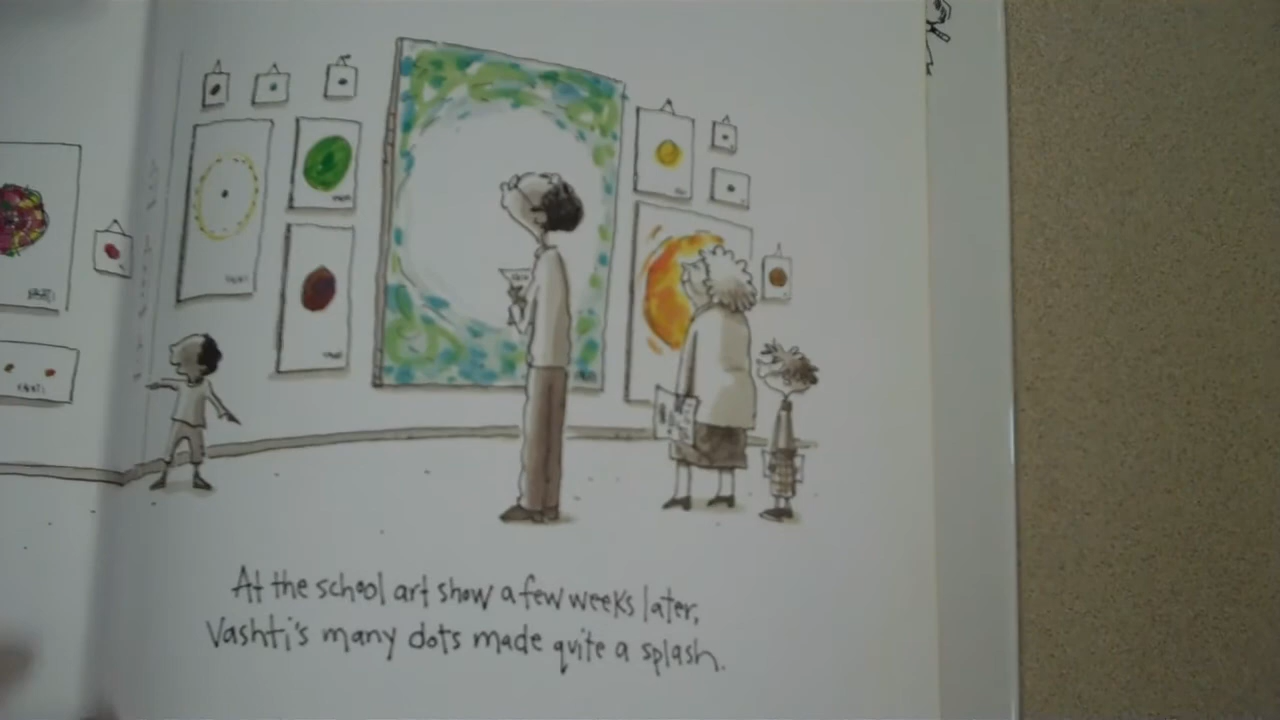 At the school art show a few weeks later,
Vashti's many dots made quite a splash.